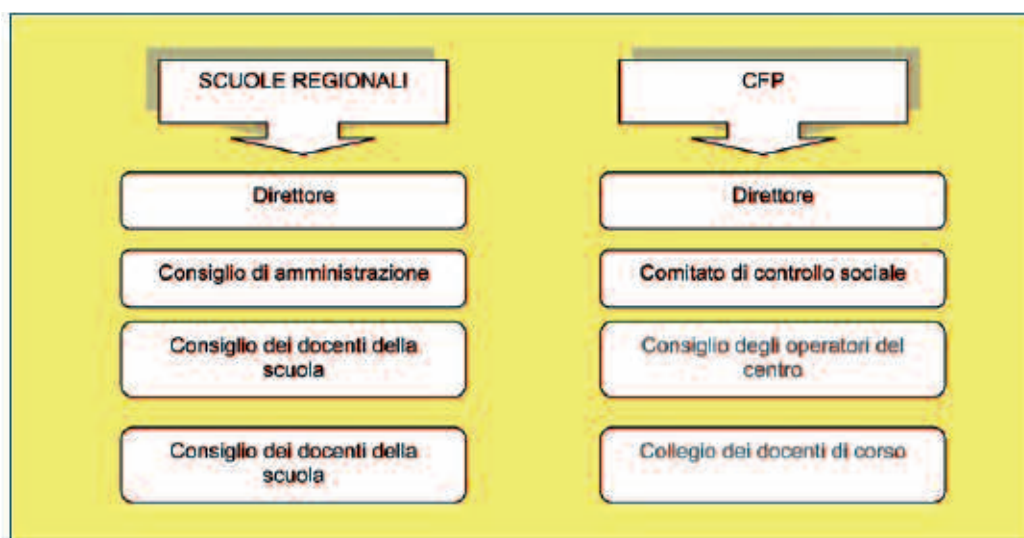 SCUOLE REGIONALI
Direttore
Consiglio di amministrazione
Consiglio dei docenti della
scuola
Consiglio dei docenti della
scuola
CFP
Direttore
Comitato di controllo sociale
Consiglio degli operatori del
centro
Collegio dei docenti di corso